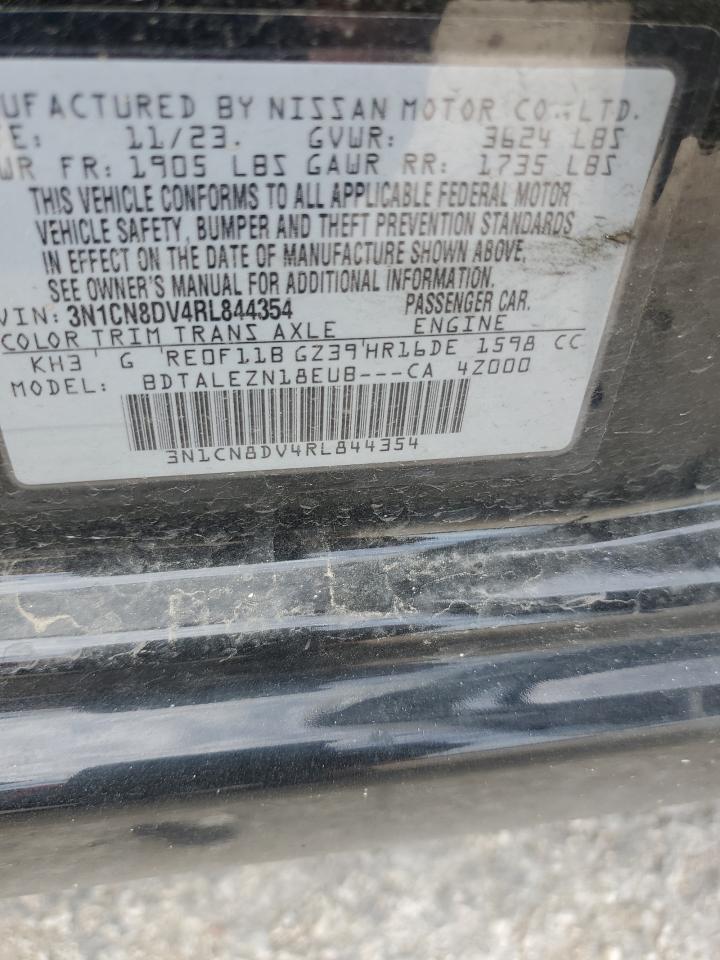 UFACTURED BY NISSAN MOTOR CO., LTD.
E: 11/23. GVWR: 3624 LBS
WR FR: 1905 LBS GAWR RR: 1735 LBS
THIS VEHICLE CONFORMS TO ALL APPLICABLE FEDERAL MOTOR
VEHICLE SAFETY, BUMPER AND THEFT PREVENTION STANDARDS
IN EFFECT ON THE DATE OF MANUFACTURE SHOWN ABOVE,
SEE OWNER'S MANUAL FOR ADDITIONAL INFORMATION.
VIN: 3N1CN8DV4RL844354 PASSENGER CAR.
COLOR TRIM TRANS AXLE ENGINE
KH3 G RE0F11B GZ39 HR16DE 1598 CC
MODEL: BDTALEZN18EUB---CA 4Z000
3N1CN8DV4RL844354